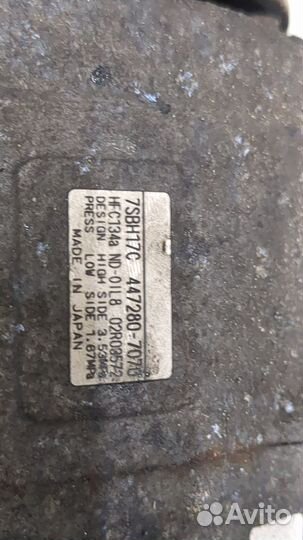 7SBH17C 447280-7070
HFC134a ND-OIL8 02R08572
DESIGN HIGH SIDE 3.53MPa
PRESS LOW SIDE 1.67MPa
MADE IN JAPAN
Avito